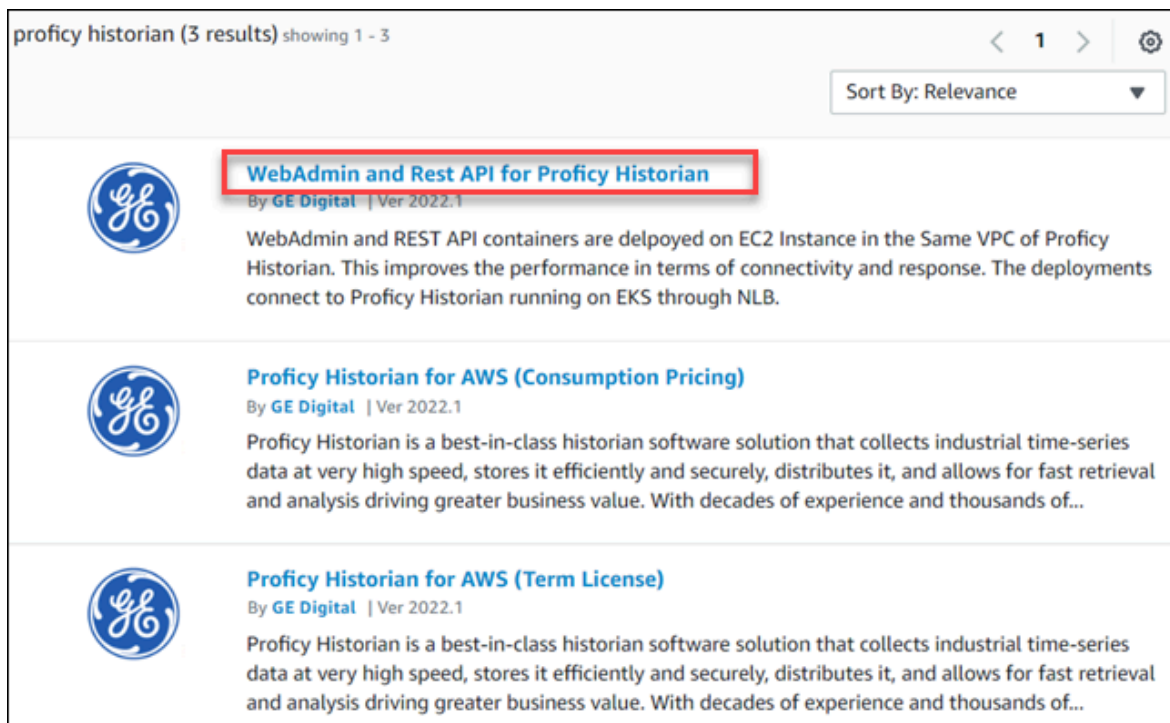 proficy historian (3 results) showing 1 - 3
1
Sort By: Relevance
GE
WebAdmin and Rest API for Proficy Historian
By GE Digital | Ver 2022.1
WebAdmin and REST API containers are delpoyed on EC2 Instance in the Same VPC of Proficy
Historian. This improves the performance in terms of connectivity and response. The deployments
connect to Proficy Historian running on EKS through NLB.
GE
Proficy Historian for AWS (Consumption Pricing)
By GE Digital | Ver 2022.1
Proficy Historian is a best-in-class historian software solution that collects industrial time-series
data at very high speed, stores it efficiently and securely, distributes it, and allows for fast retrieval
and analysis driving greater business value. With decades of experience and thousands of...
GE
Proficy Historian for AWS (Term License)
By GE Digital | Ver 2022.1
Proficy Historian is a best-in-class historian software solution that collects industrial time-series
data at very high speed, stores it efficiently and securely, distributes it, and allows for fast retrieval
and analysis driving greater business value. With decades of experience and thousands of...